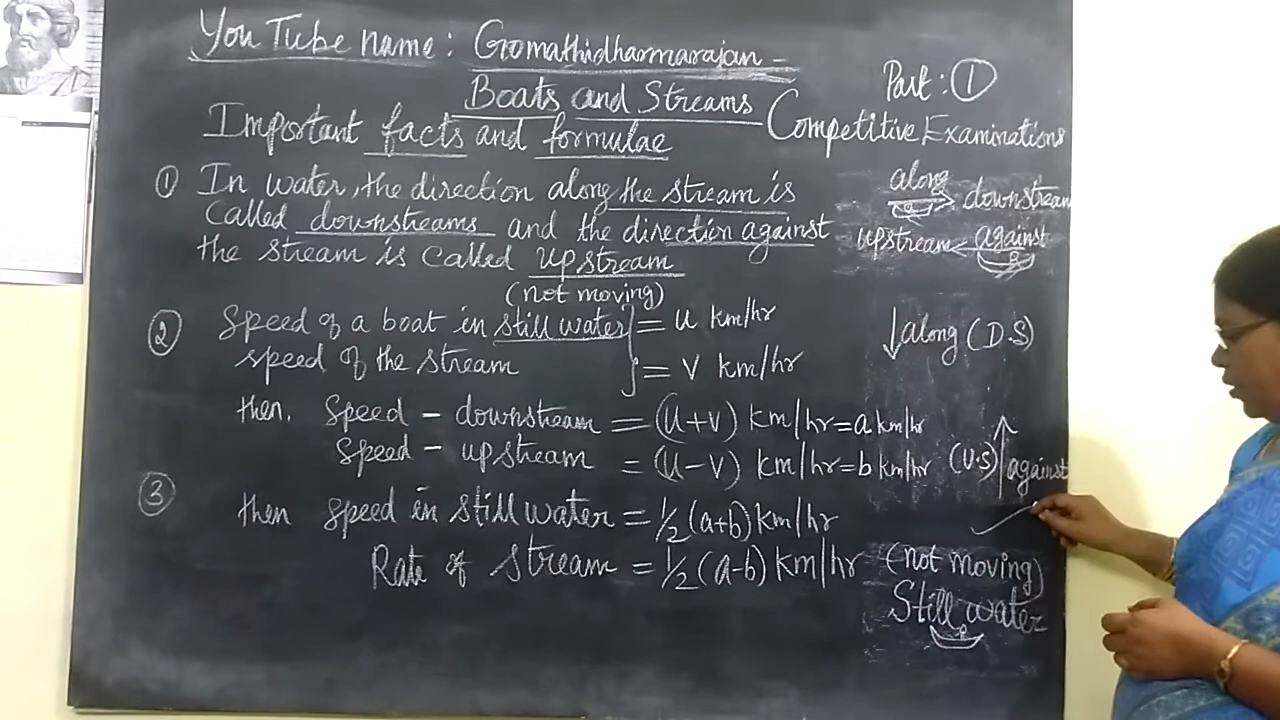 YouTube name: Gomathidharmarajan
Boats and Streams
Part: ①
Important facts and formulae
Competitive Examinations
① In water, the direction along the stream is
called downstreams and the direction against
the stream is called upstream
along
downstream
upstream
against
(not moving)
② Speed of a boat in still water = u km/hr
speed of the stream = v km/hr
↓ along (D.S)
then. Speed - downstream = (u+v) km/hr = a km/hr
Speed - upstream = (u-v) km/hr = b km/hr
(U.S) ↑ against
③ then speed in still water = 1/2 (a+b) km/hr
Rate of stream = 1/2 (a-b) km/hr
(not moving)
Still water